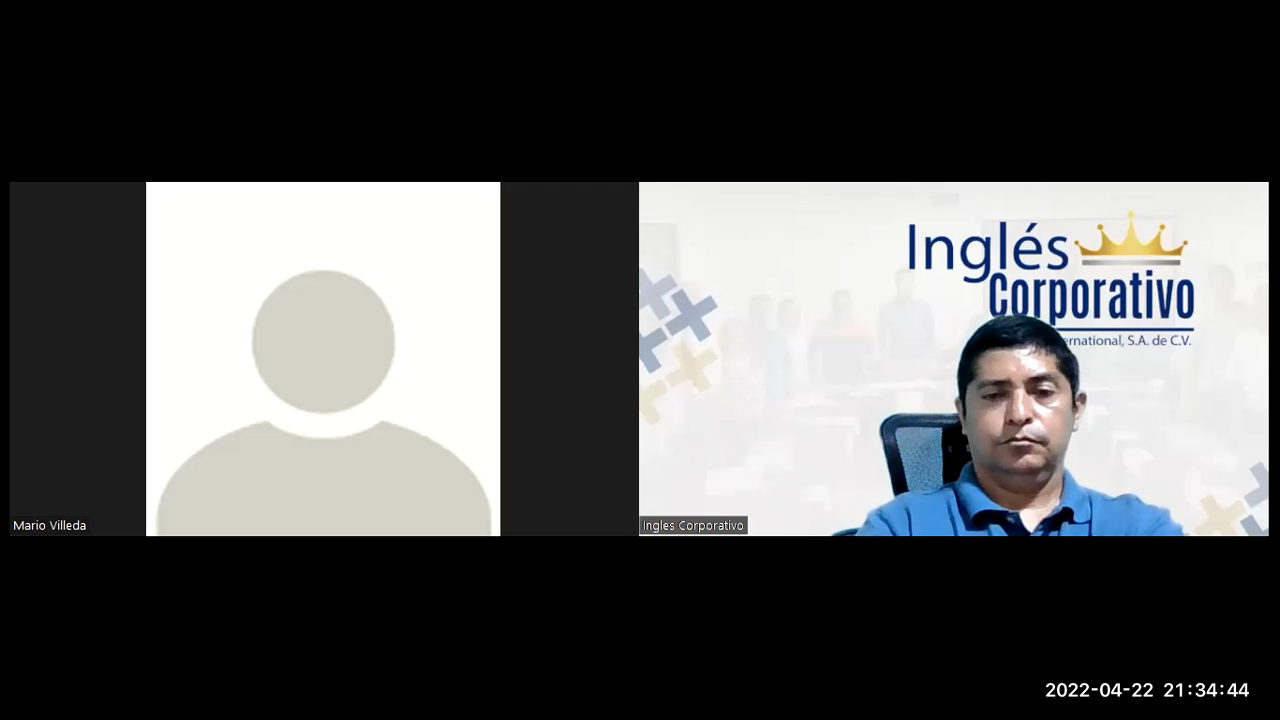 Inglés
Corporativo
ernational, S.A. de C.V.
Mario Villeda
Ingles Corporativo
2022-04-22 21:34:44